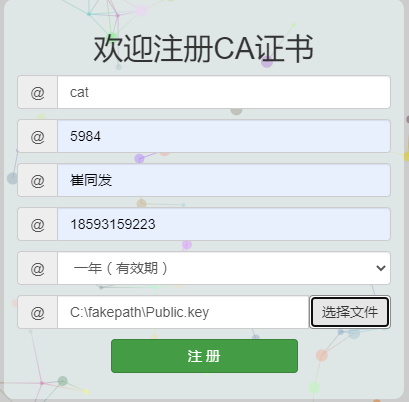 欢迎注册CA证书
@ cat
@ 5984
@ 崔同发
@ 18593159223
@ 一年（有效期）
@ C:\fakepath\Public.key 选择文件
注 册